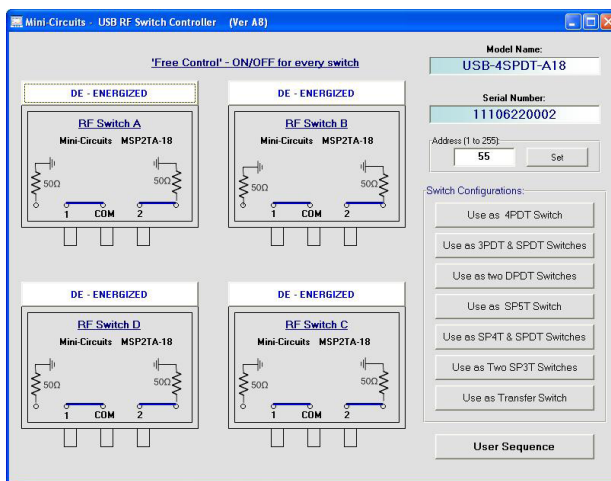 Mini-Circuits - USB RF Switch Controller (Ver A8)
'Free Control' - ON/OFF for every switch
Model Name:
USB-4SPDT-A18
Serial Number:
11106220002
Address (1 to 255):
55 Set
DE - ENERGIZED
RF Switch A
Mini-Circuits MSP2TA-18
50Ω 50Ω
1 COM 2
DE - ENERGIZED
RF Switch B
Mini-Circuits MSP2TA-18
50Ω 50Ω
1 COM 2
DE - ENERGIZED
RF Switch D
Mini-Circuits MSP2TA-18
50Ω 50Ω
1 COM 2
DE - ENERGIZED
RF Switch C
Mini-Circuits MSP2TA-18
50Ω 50Ω
1 COM 2
Switch Configurations:
Use as 4PDT Switch
Use as 3PDT & SPDT Switches
Use as two DPDT Switches
Use as SP5T Switch
Use as SP4T & SPDT Switches
Use as Two SP3T Switches
Use as Transfer Switch
User Sequence